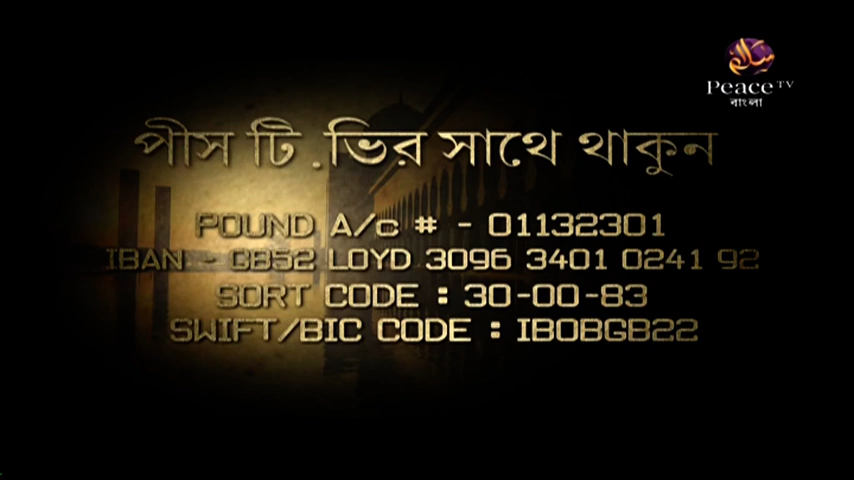 سلام
Peace TV
বাংলা
পীস টি .ভির সাথে থাকুন
POUND A/c # - 01132301
IBAN - GB52 LOYD 3096 3401 0241 92
SORT CODE : 30-00-83
SWIFT/BIC CODE : IBOBGB22